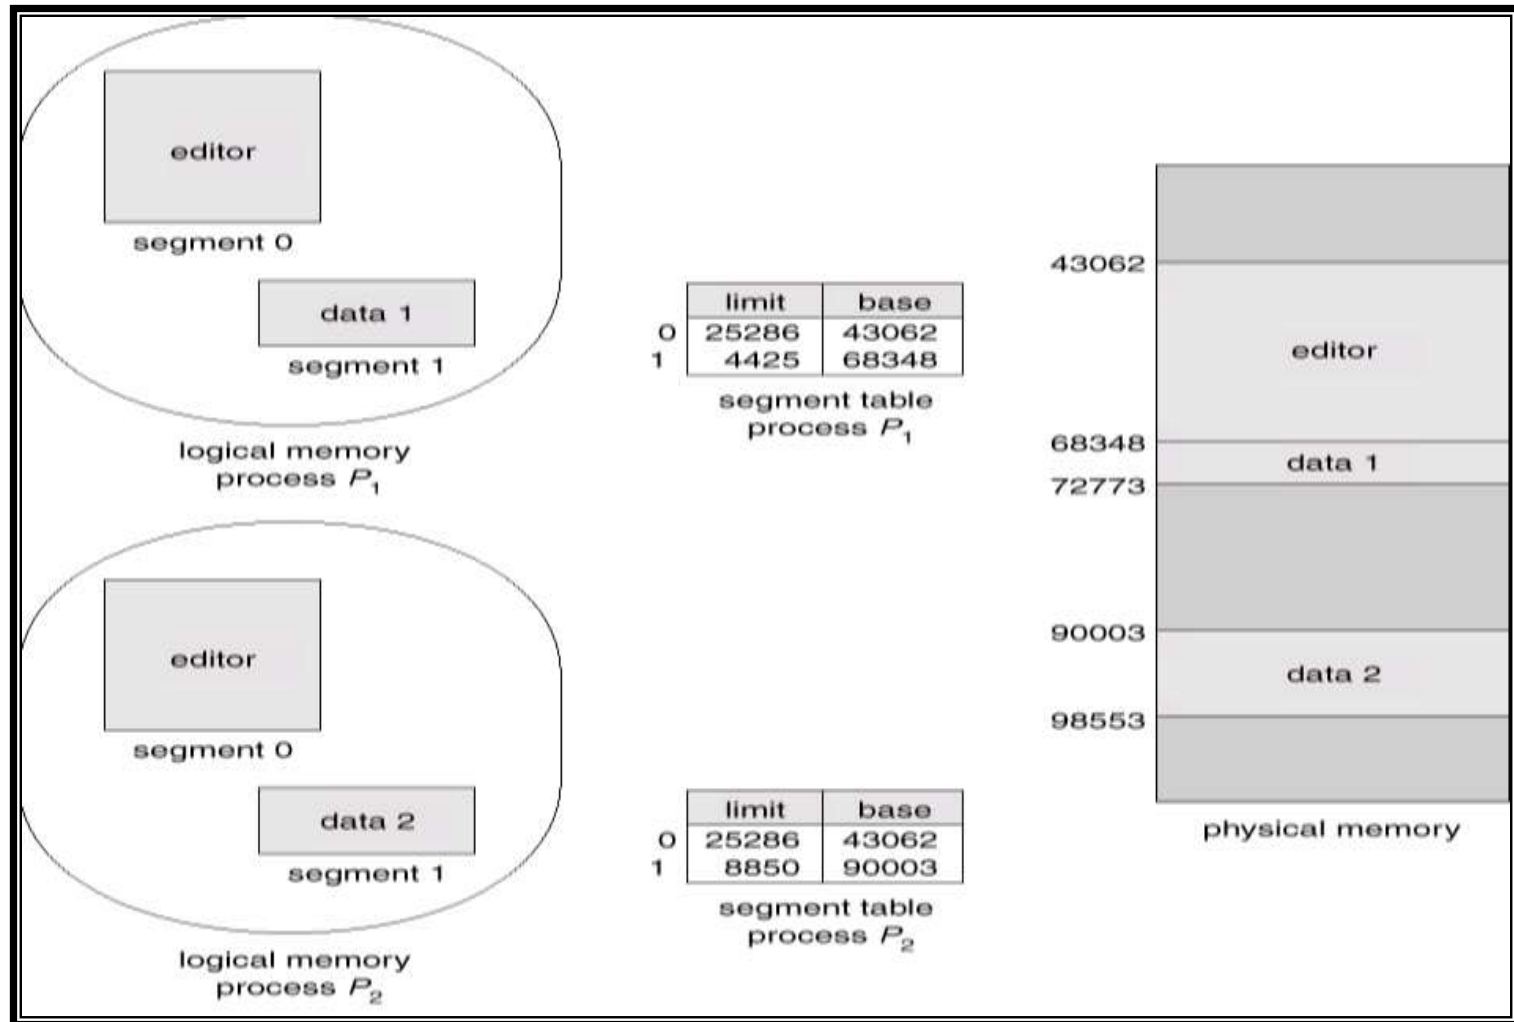 editor
segment 0
data 1
segment 1
logical memory
process P1
limit base
0 25286 43062
1 4425 68348
segment table
process P1
editor
segment 0
data 2
segment 1
logical memory
process P2
limit base
0 25286 43062
1 8850 90003
segment table
process P2
43062
editor
68348
data 1
72773
90003
data 2
98553
physical memory